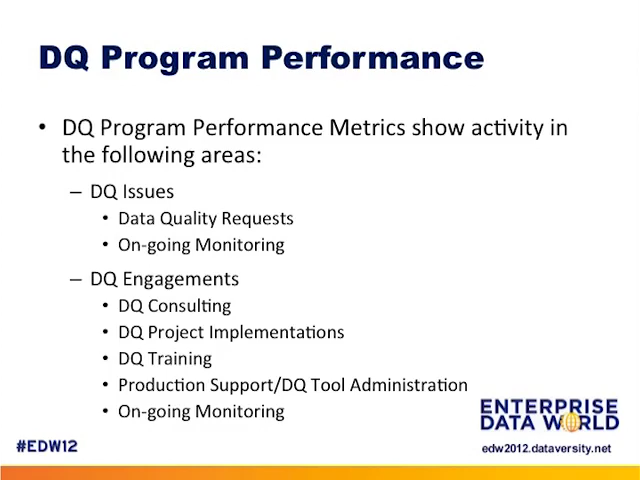 DQ Program Performance
• DQ Program Performance Metrics show activity in
the following areas:
– DQ Issues
• Data Quality Requests
• On-going Monitoring
– DQ Engagements
• DQ Consulting
• DQ Project Implementations
• DQ Training
• Production Support/DQ Tool Administration
• On-going Monitoring
ENTERPRISE
DATA WORLD
#EDW12
edw2012.dataversity.net